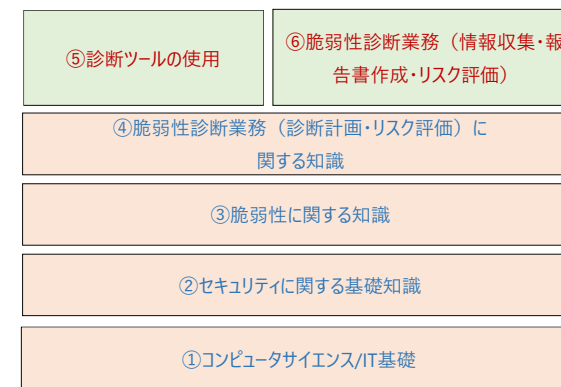 ⑤診断ツールの使用
⑥脆弱性診断業務（情報収集・報
告書作成・リスク評価）
④脆弱性診断業務（診断計画・リスク評価）に
関する知識
③脆弱性に関する知識
②セキュリティに関する基礎知識
①コンピュータサイエンス/IT基礎